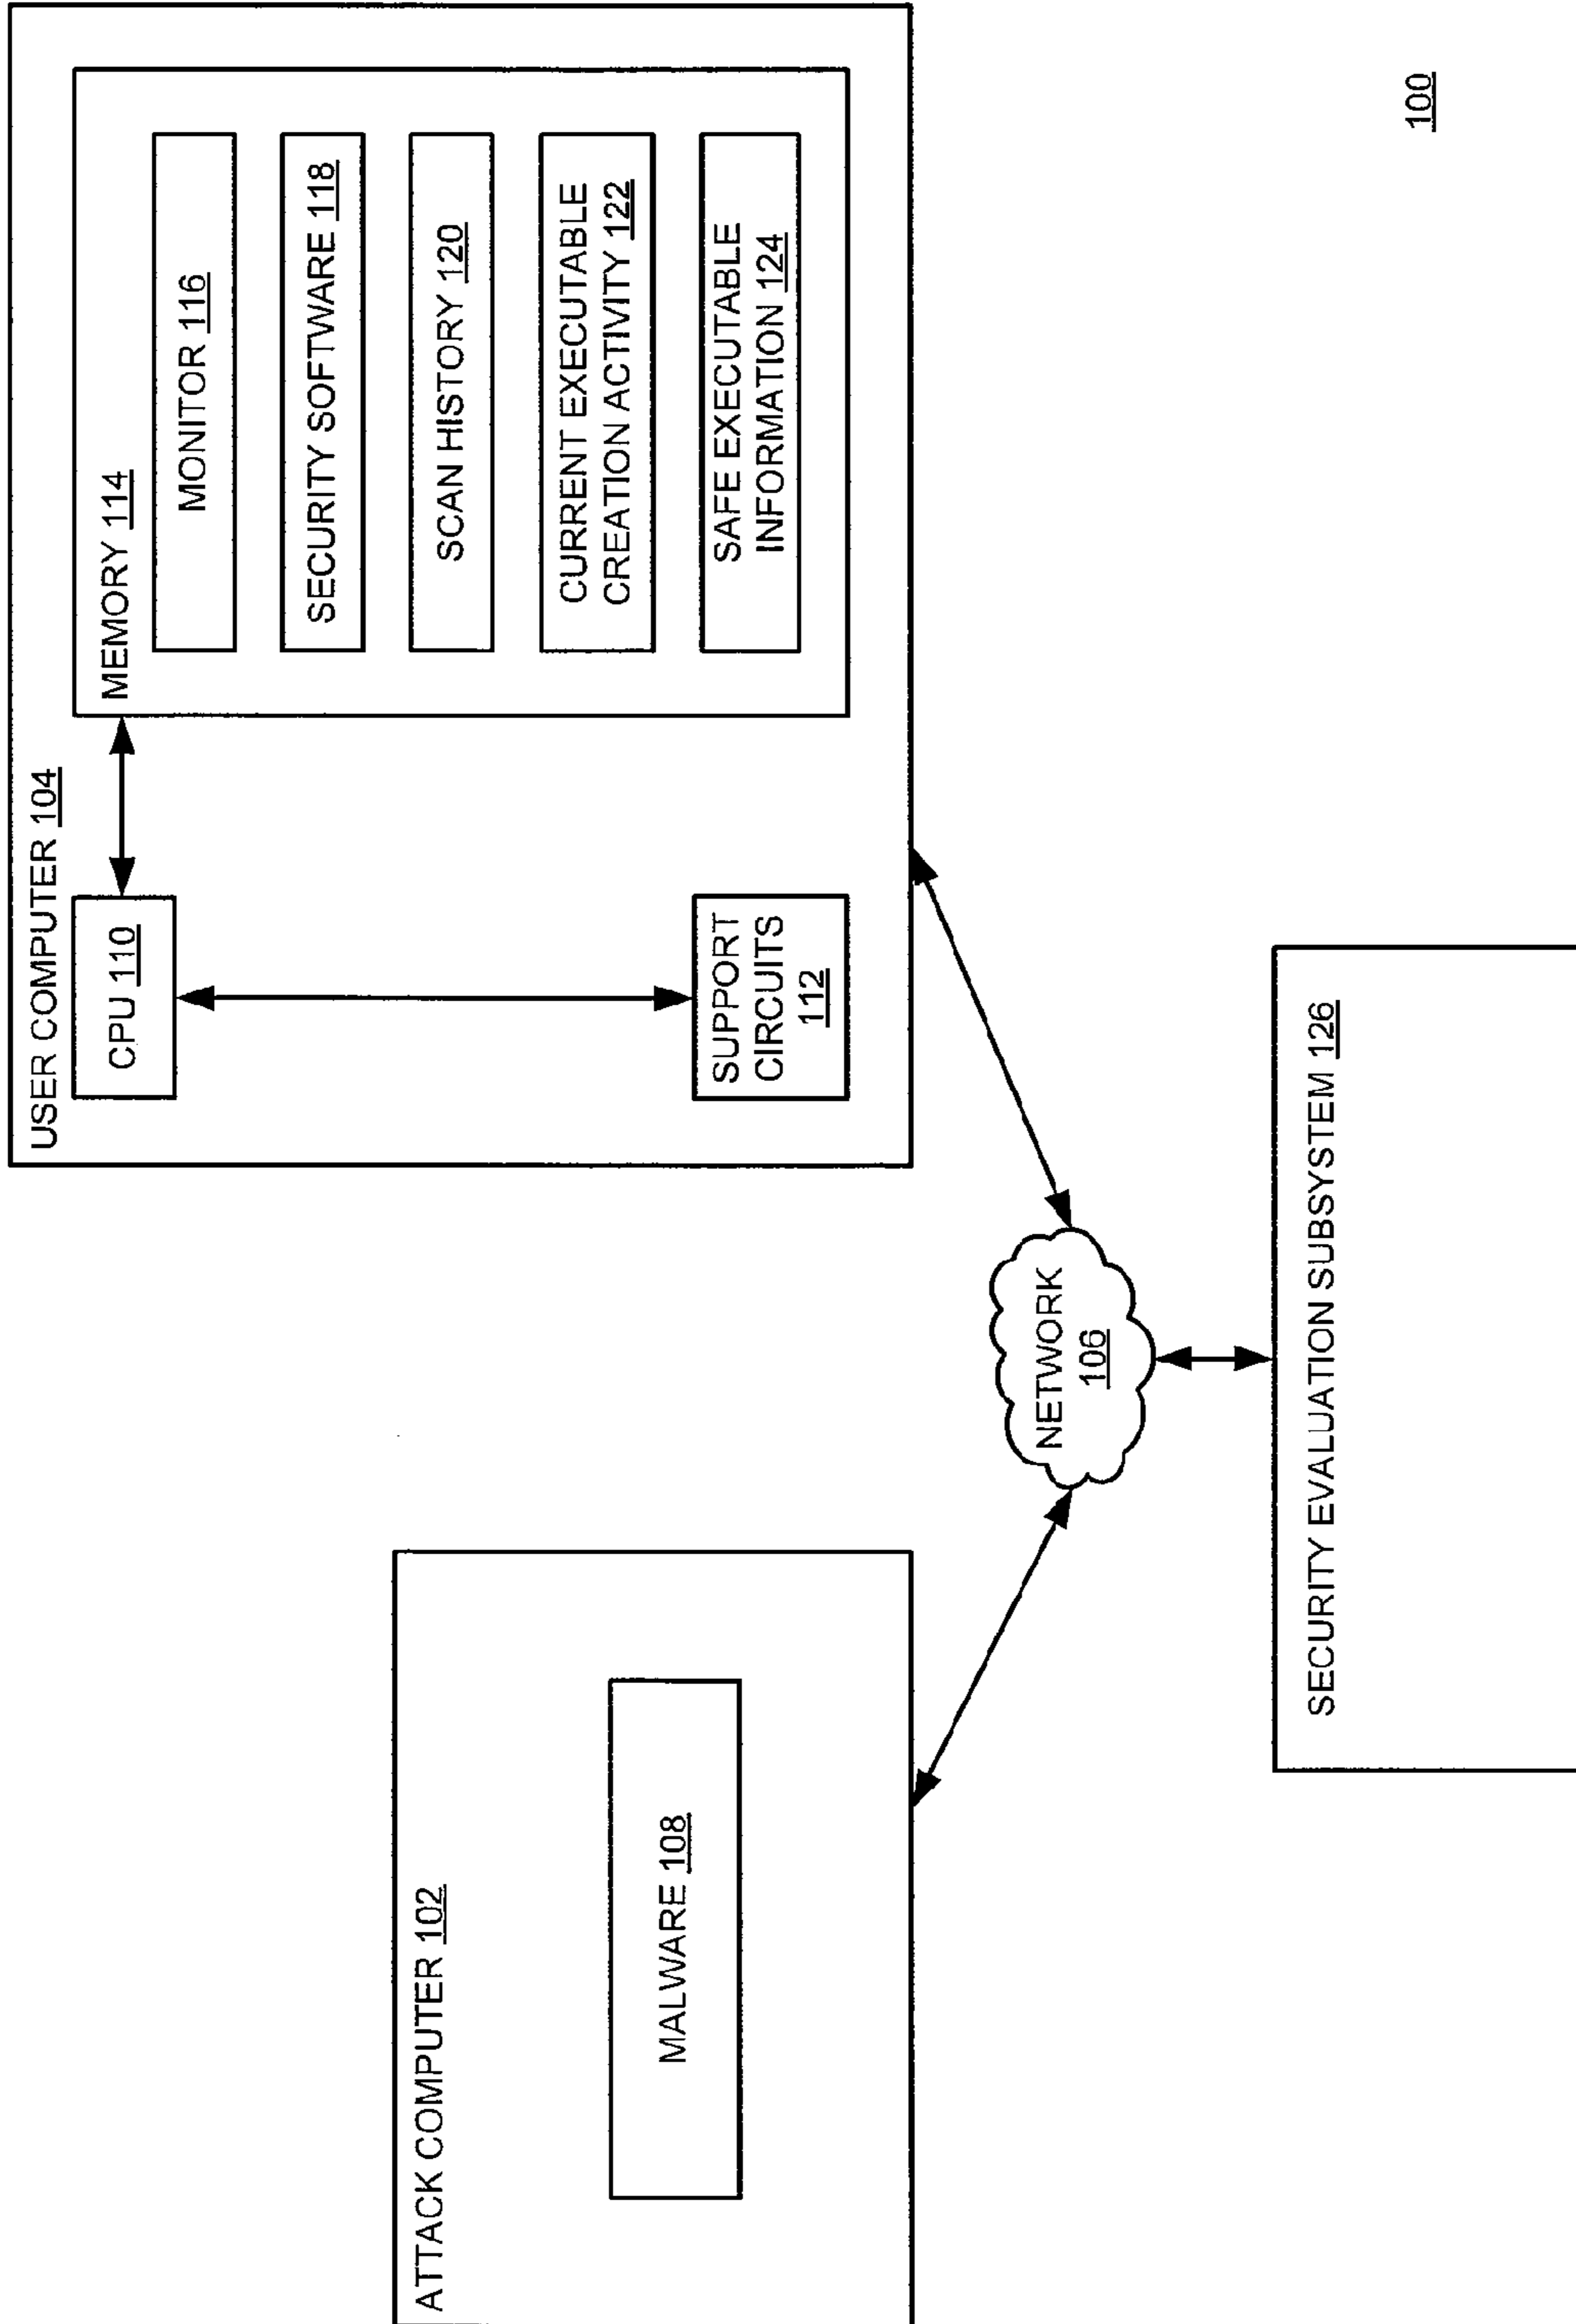 ATTACK COMPUTER 102
MALWARE 108
USER COMPUTER 104
CPU 110
SUPPORT
CIRCUITS
112
MEMORY 114
MONITOR 116
SECURITY SOFTWARE 118
SCAN HISTORY 120
CURRENT EXECUTABLE
CREATION ACTIVITY 122
SAFE EXECUTABLE
INFORMATION 124
NETWORK
106
SECURITY EVALUATION SUBSYSTEM 126
100